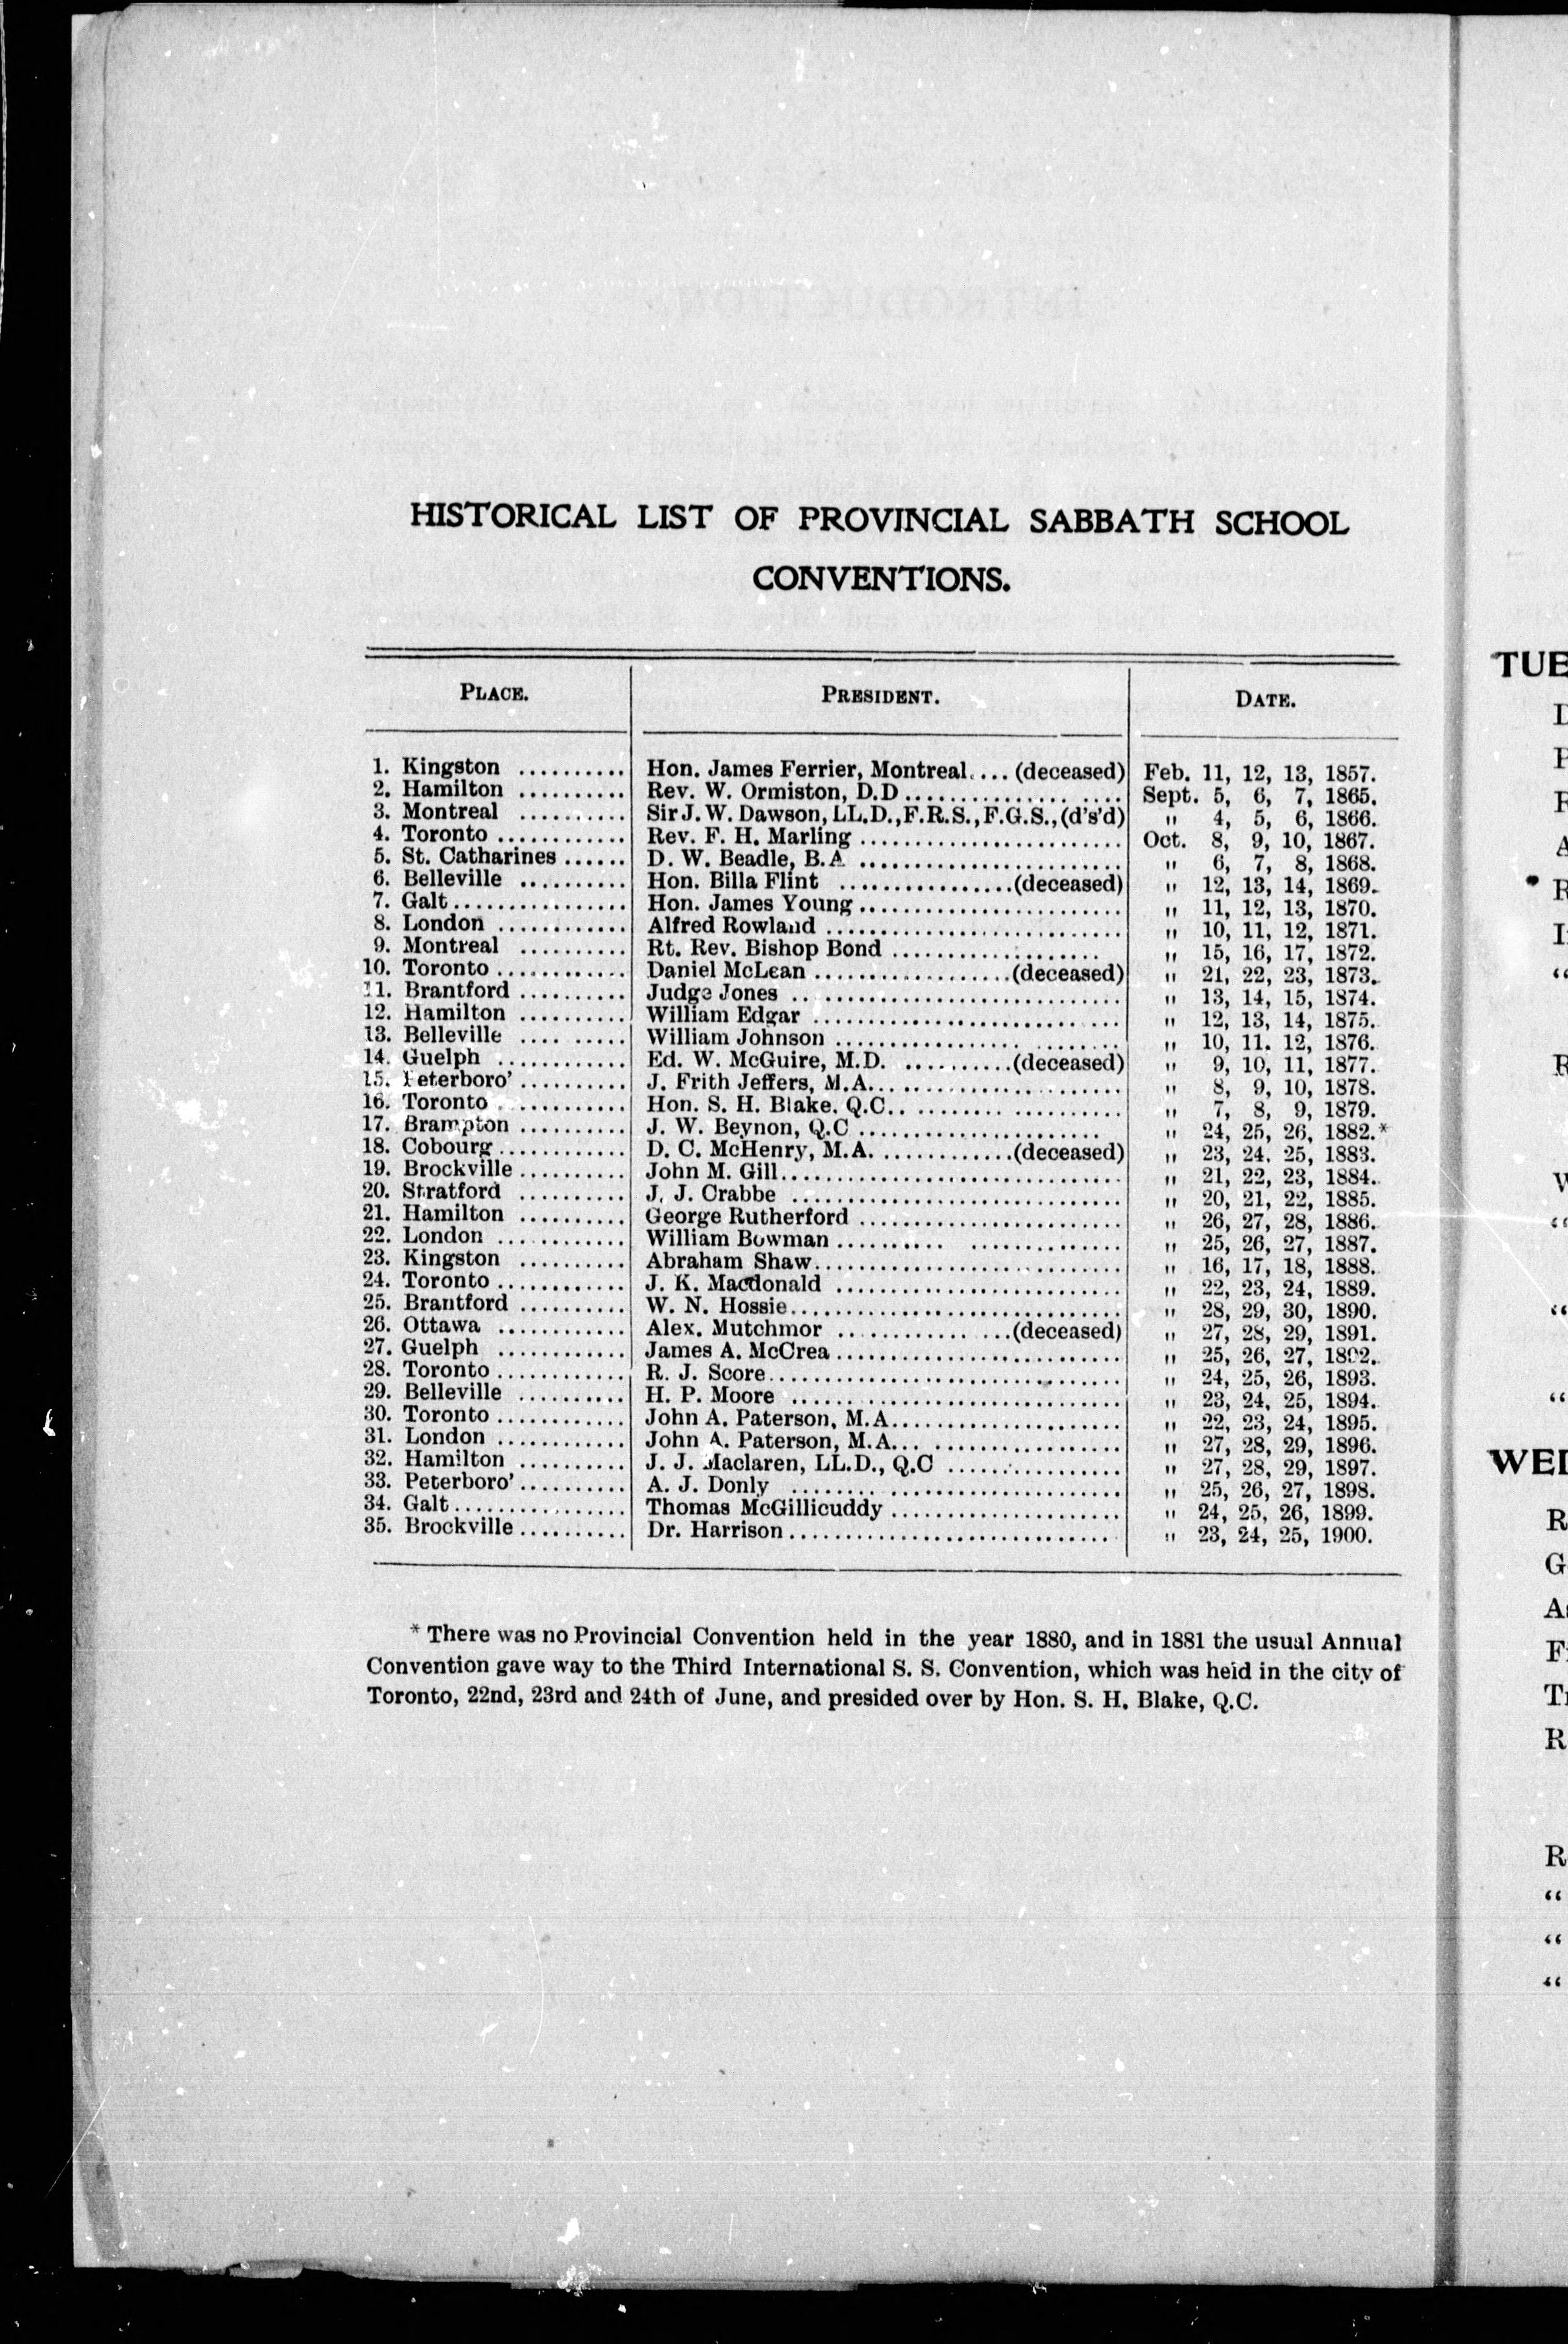 HISTORICAL LIST OF PROVINCIAL SABBATH SCHOOL
CONVENTIONS.
PLACE. PRESIDENT. DATE.
1. Kingston .......... Hon. James Ferrier, Montreal.... (deceased) Feb. 11, 12, 13, 1857.
2. Hamilton .......... Rev. W. Ormiston, D.D .................... Sept. 5, 6, 7, 1865.
3. Montreal .......... Sir J. W. Dawson, LL.D., F.R.S., F.G.S., (d's'd) " 4, 5, 6, 1866.
4. Toronto ............ Rev. F. H. Marling ......................... Oct. 8, 9, 10, 1867.
5. St. Catharines ...... D. W. Beadle, B.A ......................... " 6, 7, 8, 1868.
6. Belleville .......... Hon. Billa Flint .................(deceased) " 12, 13, 14, 1869.
7. Galt................. Hon. James Young ......................... " 11, 12, 13, 1870.
8. London ............ Alfred Rowland ............................ " 10, 11, 12, 1871.
9. Montreal .......... Rt. Rev. Bishop Bond .................... " 15, 16, 17, 1872.
10. Toronto ............ Daniel McLean ...................(deceased) " 21, 22, 23, 1873.
11. Brantford .......... Judge Jones ................................ " 13, 14, 15, 1874.
12. Hamilton .......... William Edgar ............................. " 12, 13, 14, 1875.
13. Belleville .......... William Johnson .......................... " 10, 11. 12, 1876.
14. Guelph ............ Ed. W. McGuire, M.D. ...........(deceased) " 9, 10, 11, 1877.
15. Peterboro' .......... J. Frith Jeffers, M.A........................ " 8, 9, 10, 1878.
16. Toronto ............ Hon. S. H. Blake. Q.C.. .................... " 7, 8, 9, 1879.
17. Brampton .......... J. W. Beynon, Q.C ....................... " 24, 25, 26, 1882.*
18. Cobourg ............ D. C. McHenry, M.A. .............(deceased) " 23, 24. 25, 1883.
19. Brockville .......... John M. Gill................................. " 21, 22, 23, 1884.
20. Stratford .......... J. J. Crabbe ................................ " 20, 21, 22, 1885.
21. Hamilton .......... George Rutherford ......................... " 26, 27, 28, 1886.
22. London ............ William Bowman ........................... " 25, 26, 27, 1887.
23. Kingston .......... Abraham Shaw.............................. " 16, 17, 18, 1888.
24. Toronto ............ J. K. Macdonald ........................... " 22, 23, 24, 1889.
25. Brantford .......... W. N. Hossie................................ " 28, 29, 30, 1890.
26. Ottawa ............ Alex. Mutchmor .................(deceased) " 27, 28, 29, 1891.
27. Guelph ............ James A. McCrea ........................... " 25, 26, 27, 1892.
28. Toronto ............ R. J. Score.................................. " 24, 25, 26, 1893.
29. Belleville .......... H. P. Moore ................................ " 23, 24, 25, 1894.
30. Toronto ............ John A. Paterson, M.A...................... " 22, 23, 24, 1895.
31. London ............ John A. Paterson, M.A...................... " 27, 28, 29, 1896.
32. Hamilton .......... J. J. Maclaren, LL.D., Q.C ................. " 27, 28, 29, 1897.
33. Peterboro' .......... A. J. Donly ................................ " 25, 26, 27, 1898.
34. Galt................. Thomas McGillicuddy ...................... " 24, 25, 26, 1899.
35. Brockville .......... Dr. Harrison ................................ " 23, 24, 25, 1900.
* There was no Provincial Convention held in the year 1880, and in 1881 the usual Annual
Convention gave way to the Third International S. S. Convention, which was held in the city of
Toronto, 22nd, 23rd and 24th of June, and presided over by Hon. S. H. Blake, Q.C.
TUE
WED